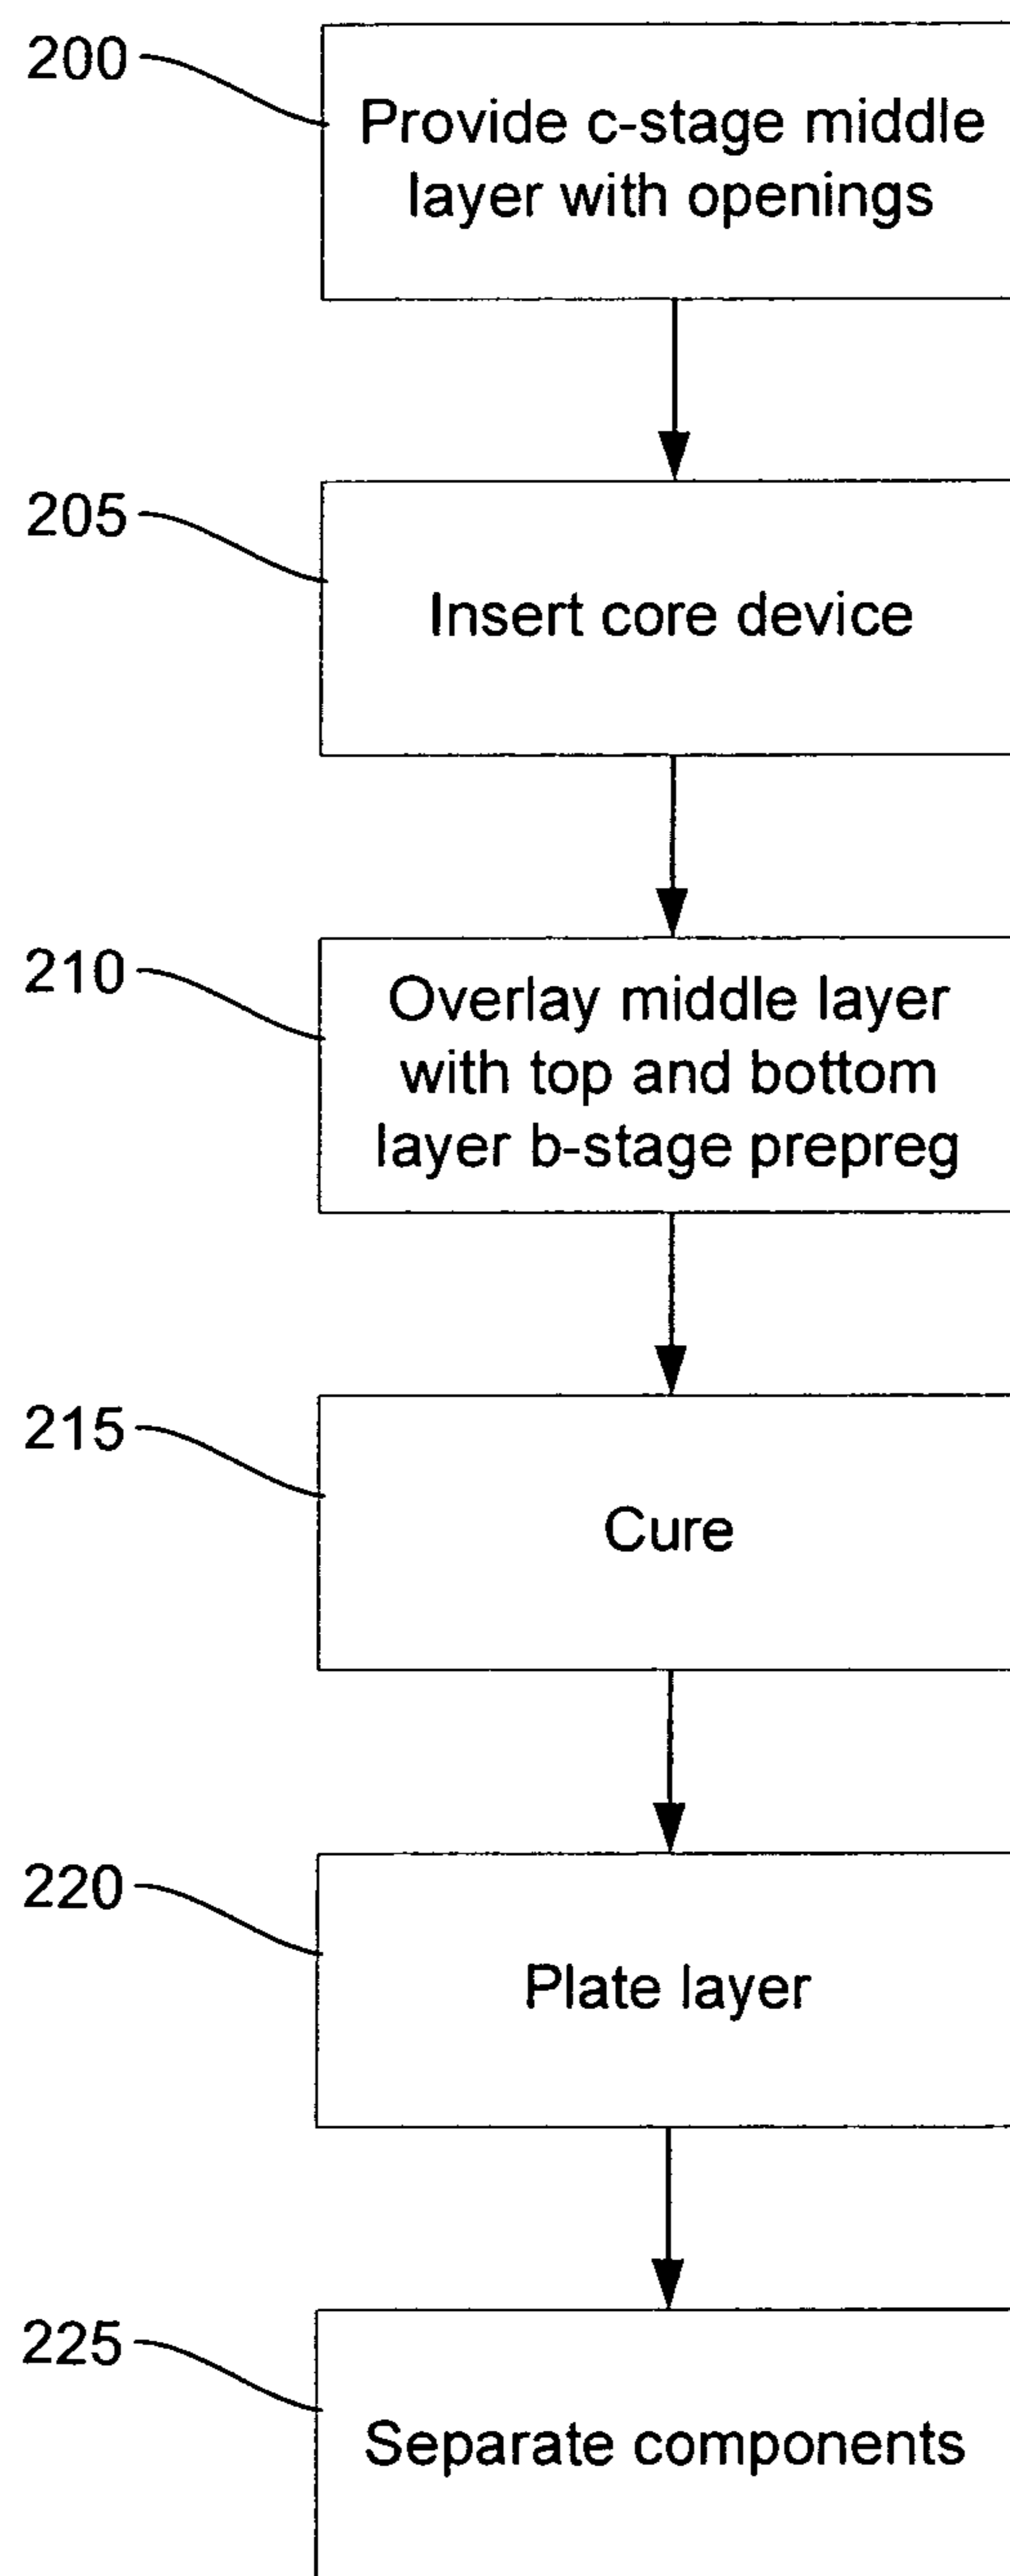 200
Provide c-stage middle
layer with openings
205
Insert core device
210
Overlay middle layer
with top and bottom
layer b-stage prepreg
215
Cure
220
Plate layer
225
Separate components